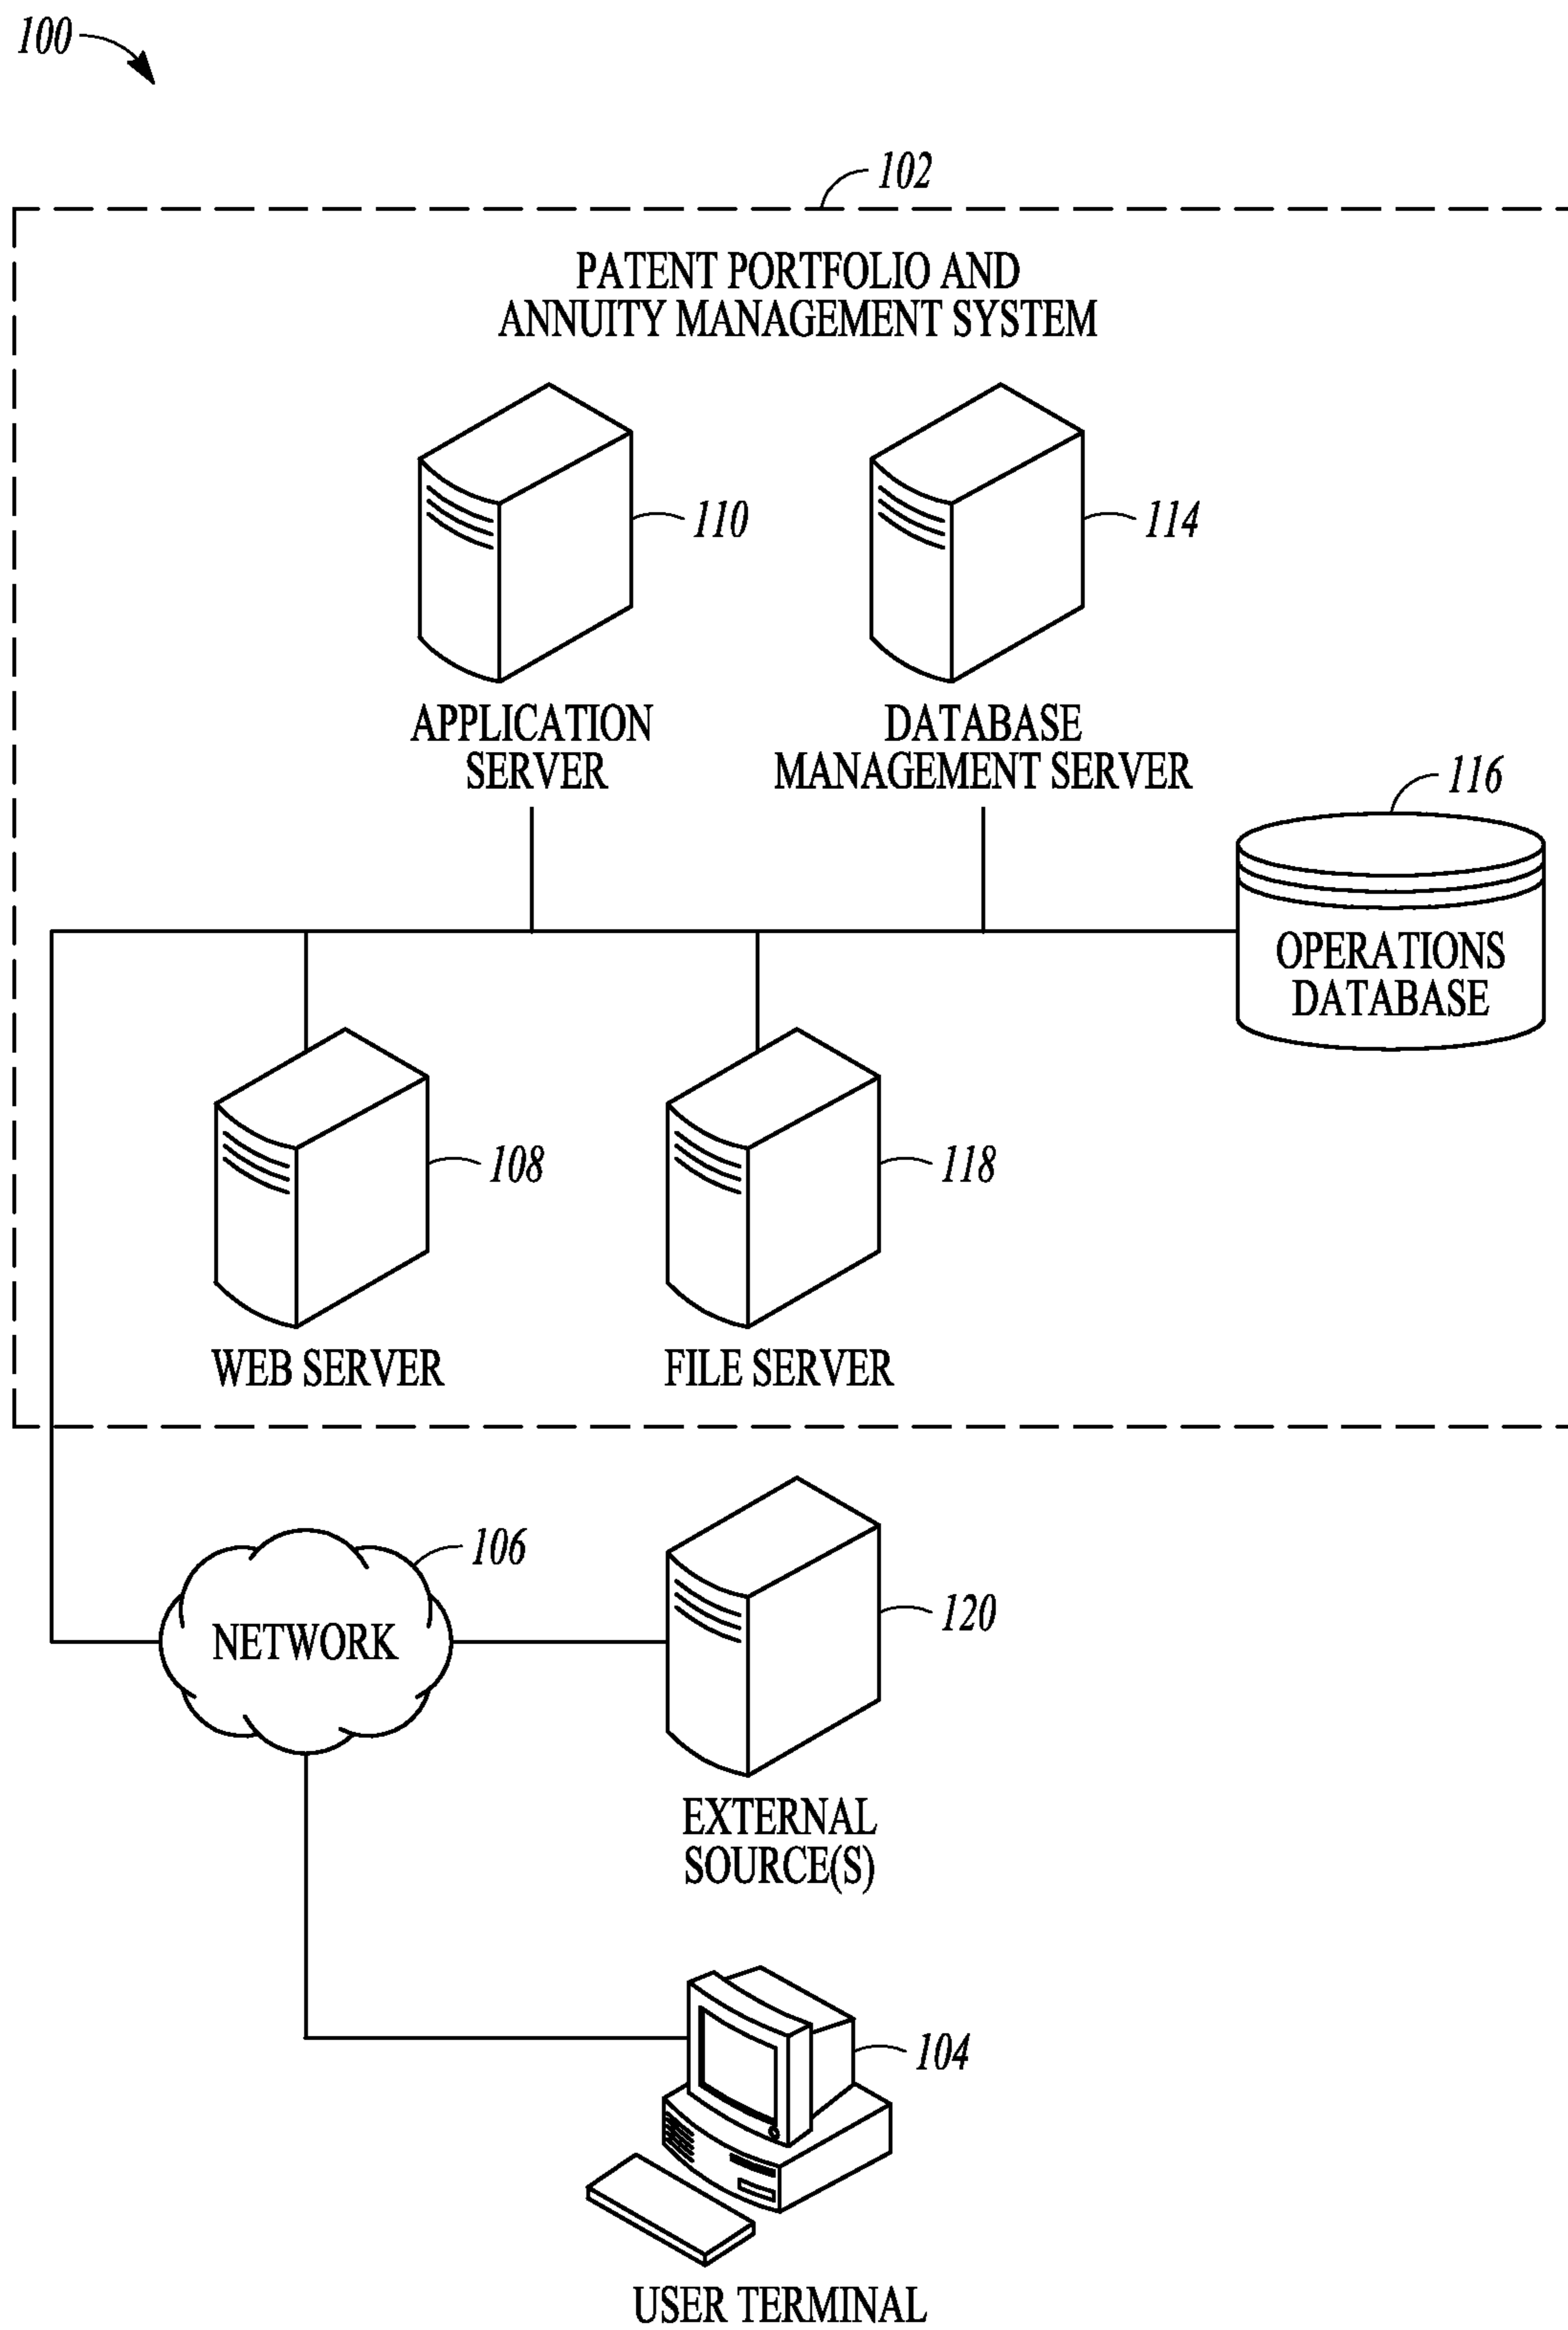 100
102
PATENT PORTFOLIO AND
ANNUITY MANAGEMENT SYSTEM
110
114
APPLICATION
SERVER
DATABASE
MANAGEMENT SERVER
116
OPERATIONS
DATABASE
108
118
WEB SERVER
FILE SERVER
106
NETWORK
120
EXTERNAL
SOURCE(S)
104
USER TERMINAL